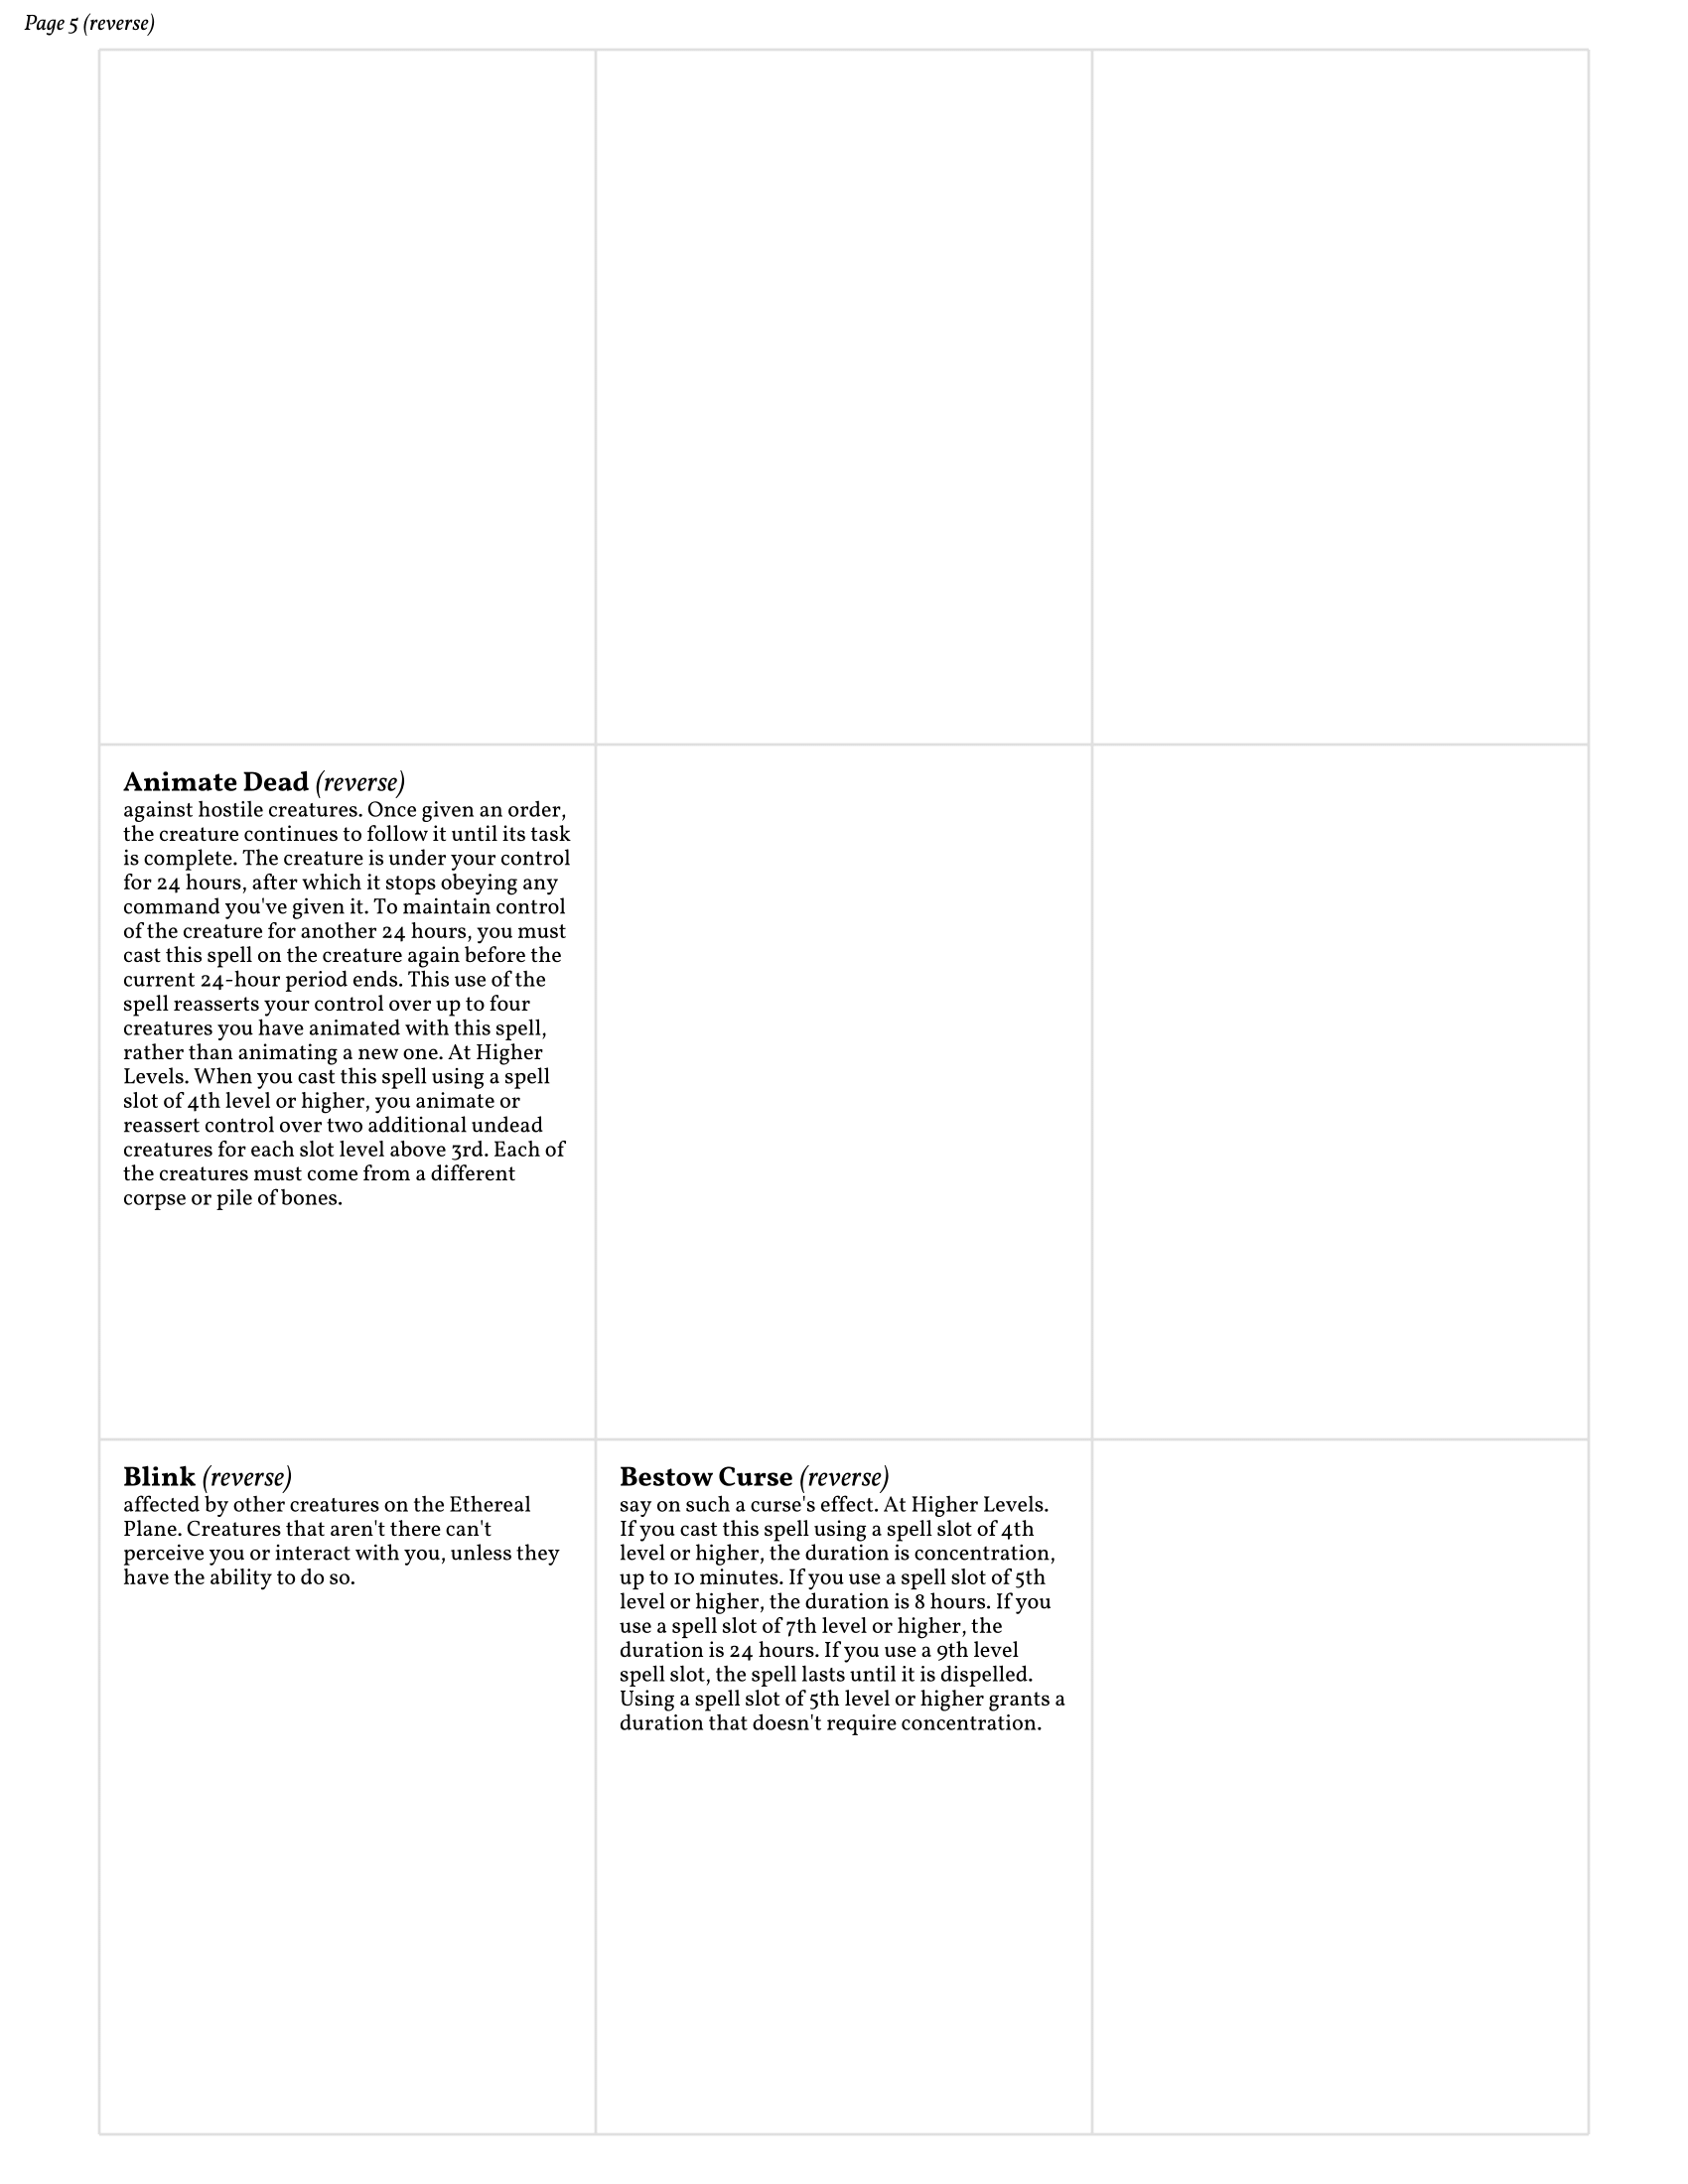 Page 5 (reverse)
Animate Dead (reverse)
against hostile creatures. Once given an order,
the creature continues to follow it until its task
is complete. The creature is under your control
for 24 hours, after which it stops obeying any
command you've given it. To maintain control
of the creature for another 24 hours, you must
cast this spell on the creature again before the
current 24-hour period ends. This use of the
spell reasserts your control over up to four
creatures you have animated with this spell,
rather than animating a new one. At Higher
Levels. When you cast this spell using a spell
slot of 4th level or higher, you animate or
reassert control over two additional undead
creatures for each slot level above 3rd. Each of
the creatures must come from a different
corpse or pile of bones.
Blink (reverse)
affected by other creatures on the Ethereal
Plane. Creatures that aren't there can't
perceive you or interact with you, unless they
have the ability to do so.
Bestow Curse (reverse)
say on such a curse's effect. At Higher Levels.
If you cast this spell using a spell slot of 4th
level or higher, the duration is concentration,
up to 10 minutes. If you use a spell slot of 5th
level or higher, the duration is 8 hours. If you
use a spell slot of 7th level or higher, the
duration is 24 hours. If you use a 9th level
spell slot, the spell lasts until it is dispelled.
Using a spell slot of 5th level or higher grants a
duration that doesn't require concentration.